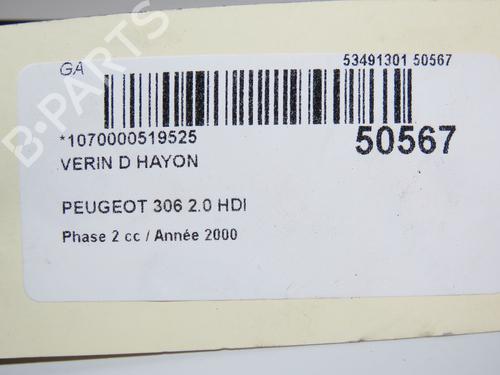 GA
53491301 50567
*1070000519525
50567
VERIN D HAYON
PEUGEOT 306 2.0 HDI
Phase 2 cc / Année 2000
B-PARTS